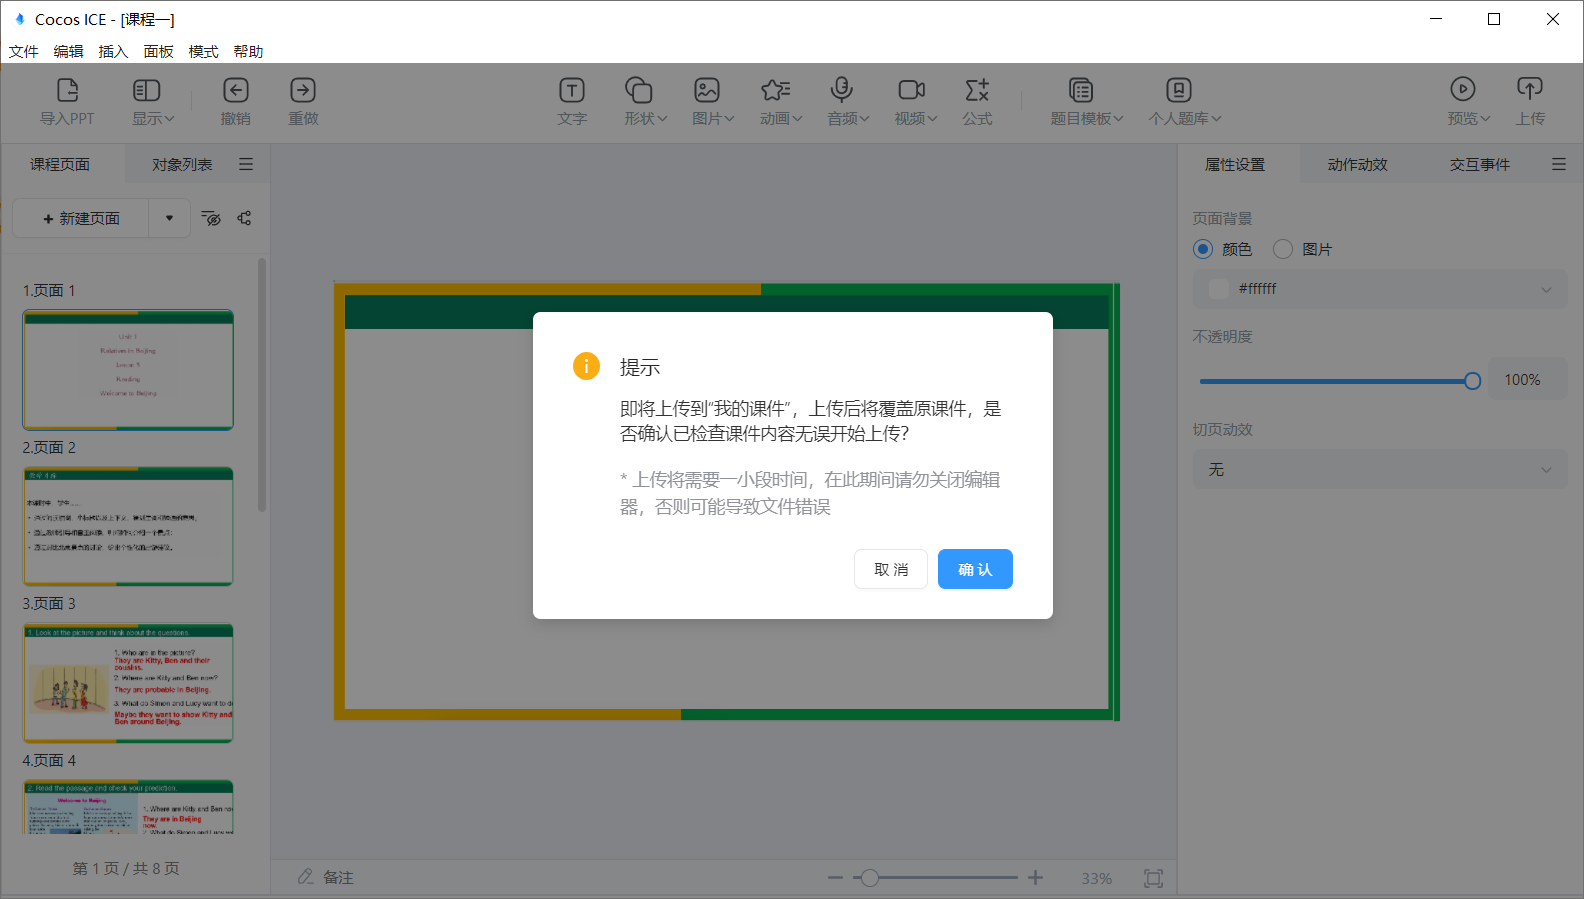 Cocos ICE - [课程一]
文件 编辑 插入 面板 模式 帮助
导入PPT 显示 撤销 重做 文字 形状 图片 动画 音频 视频 公式 题目模板 个人题库 预览 上传
课程页面 对象列表
+ 新建页面
1.页面 1
Unit 1
Relatives in Beijing
Lesson 1
Reading
Welcome to Beijing
2.页面 2
3.页面 3
1. Look at the picture and think about the questions.
1. Who are in the picture?
They are Kitty, Ben and their
cousins.
2. Where are Kitty and Ben now?
They are probable in Beijing.
3. What do Simon and Lucy want to do
Maybe they want to show Kitty and
Ben around Beijing.
4.页面 4
2. Read the passage and check your prediction.
Welcome to Beijing
1. Where are Kitty and Ben no
They are in Beijing
now.
2. What do Simon and Lucy
第 1 页 / 共 8 页
提示
即将上传到“我的课件”，上传后将覆盖原课件，是
否确认已检查课件内容无误开始上传？
* 上传将需要一小段时间，在此期间请勿关闭编辑
器，否则可能导致文件错误
取 消 确 认
备注
33%
属性设置 动作动效 交互事件
页面背景
颜色 图片
#ffffff
不透明度
100%
切页动效
无